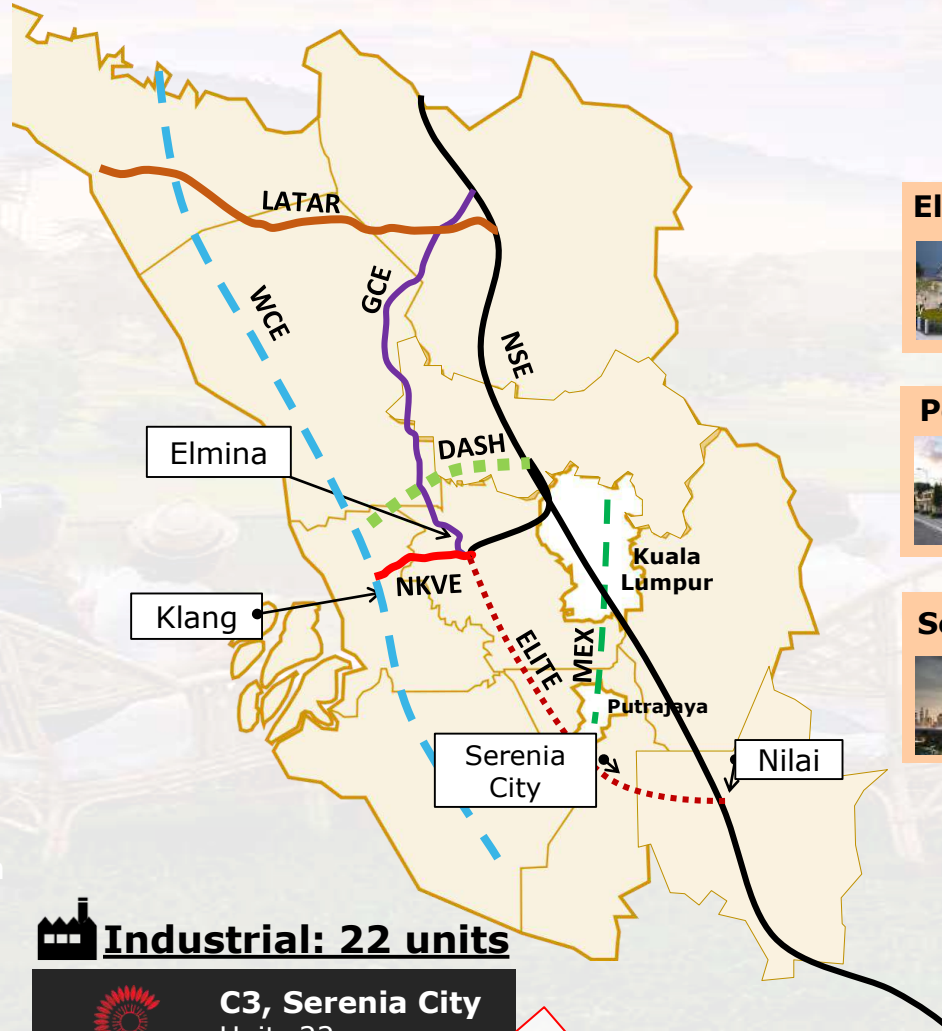 LATAR
WCE
GCE
NSE
El
P
Elmina
DASH
Kuala
Lumpur
NKVE
Klang
ELITE
MEX
Putrajaya
Serenia
City
Nilai
Industrial: 22 units
C3, Serenia City